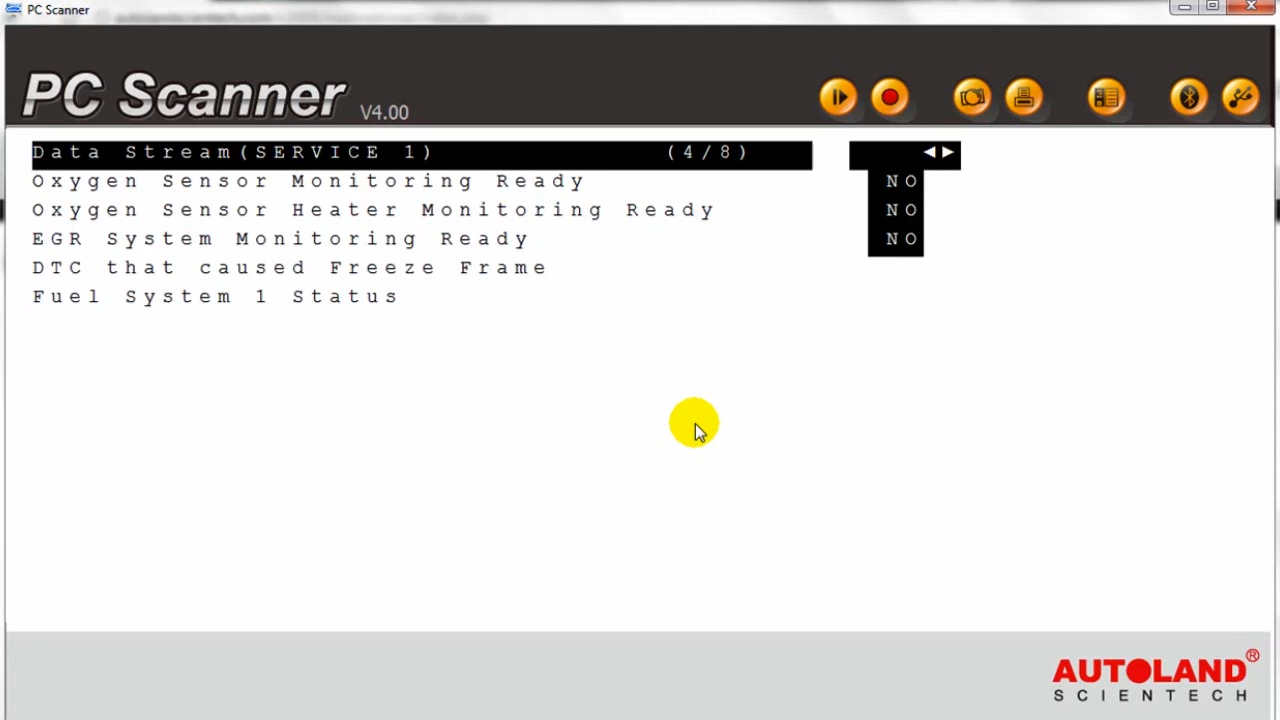 PC Scanner
PC Scanner V4.00
Data Stream(SERVICE 1) (4/8) ◀▶
Oxygen Sensor Monitoring Ready NO
Oxygen Sensor Heater Monitoring Ready NO
EGR System Monitoring Ready NO
DTC that caused Freeze Frame
Fuel System 1 Status
AUTOLAND®
SCIENTECH